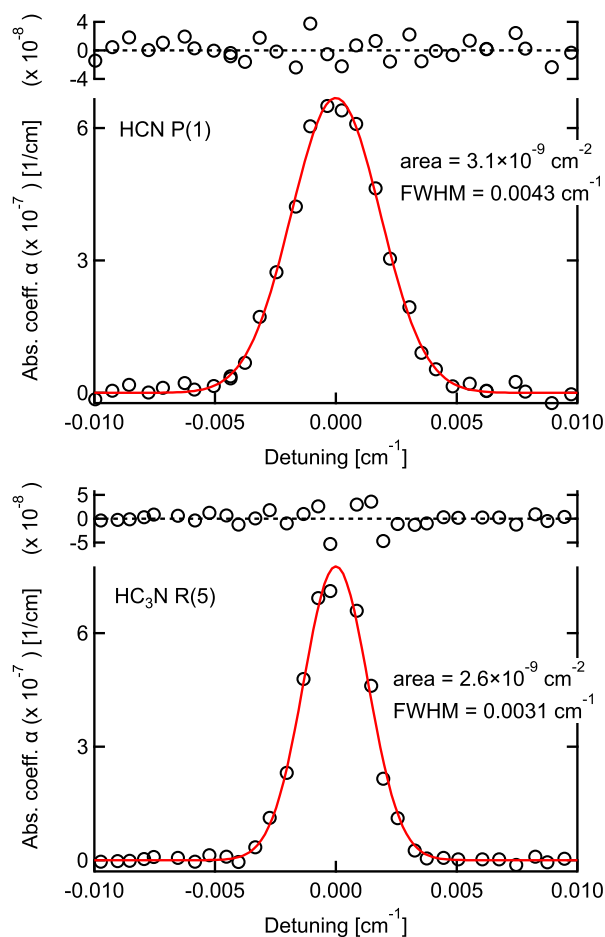 (x 10⁻⁸)
4
0
-4
Abs. coeff. α (x 10⁻⁷ ) [1/cm]
6
3
0
HCN P(1)
area = 3.1×10⁻⁹ cm⁻²
FWHM = 0.0043 cm⁻¹
-0.010 -0.005 0.000 0.005 0.010
Detuning [cm⁻¹]
(x 10⁻⁸)
5
0
-5
Abs. coeff. α (x 10⁻⁷ ) [1/cm]
6
3
0
HC₃N R(5)
area = 2.6×10⁻⁹ cm⁻²
FWHM = 0.0031 cm⁻¹
-0.010 -0.005 0.000 0.005 0.010
Detuning [cm⁻¹]